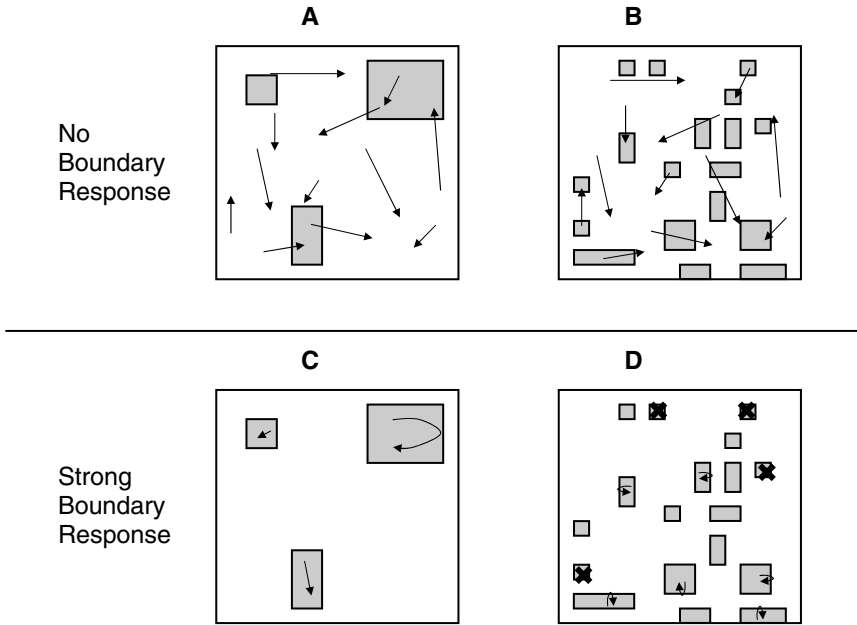 A
B
No
Boundary
Response
C
D
Strong
Boundary
Response